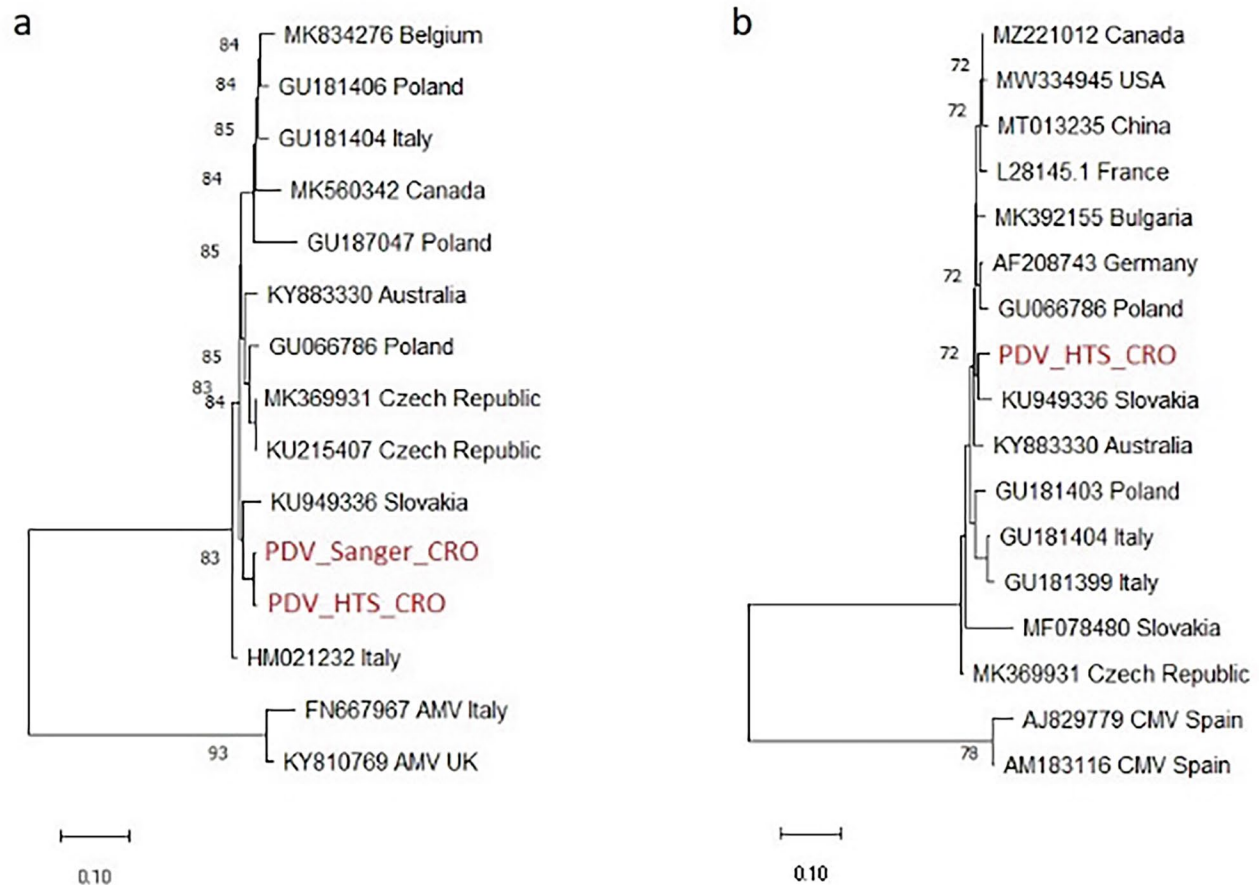 a
84
MK834276 Belgium
84
GU181406 Poland
85
GU181404 Italy
84
MK560342 Canada
85
GU187047 Poland
KY883330 Australia
85
GU066786 Poland
83
84
MK369931 Czech Republic
KU215407 Czech Republic
KU949336 Slovakia
83
PDV_Sanger_CRO
PDV_HTS_CRO
HM021232 Italy
FN667967 AMV Italy
93
KY810769 AMV UK
0.10
b
MZ221012 Canada
72
MW334945 USA
72
MT013235 China
L28145.1 France
MK392155 Bulgaria
72
AF208743 Germany
GU066786 Poland
72
PDV_HTS_CRO
KU949336 Slovakia
KY883330 Australia
GU181403 Poland
GU181404 Italy
GU181399 Italy
MF078480 Slovakia
MK369931 Czech Republic
AJ829779 CMV Spain
78
AM183116 CMV Spain
0.10